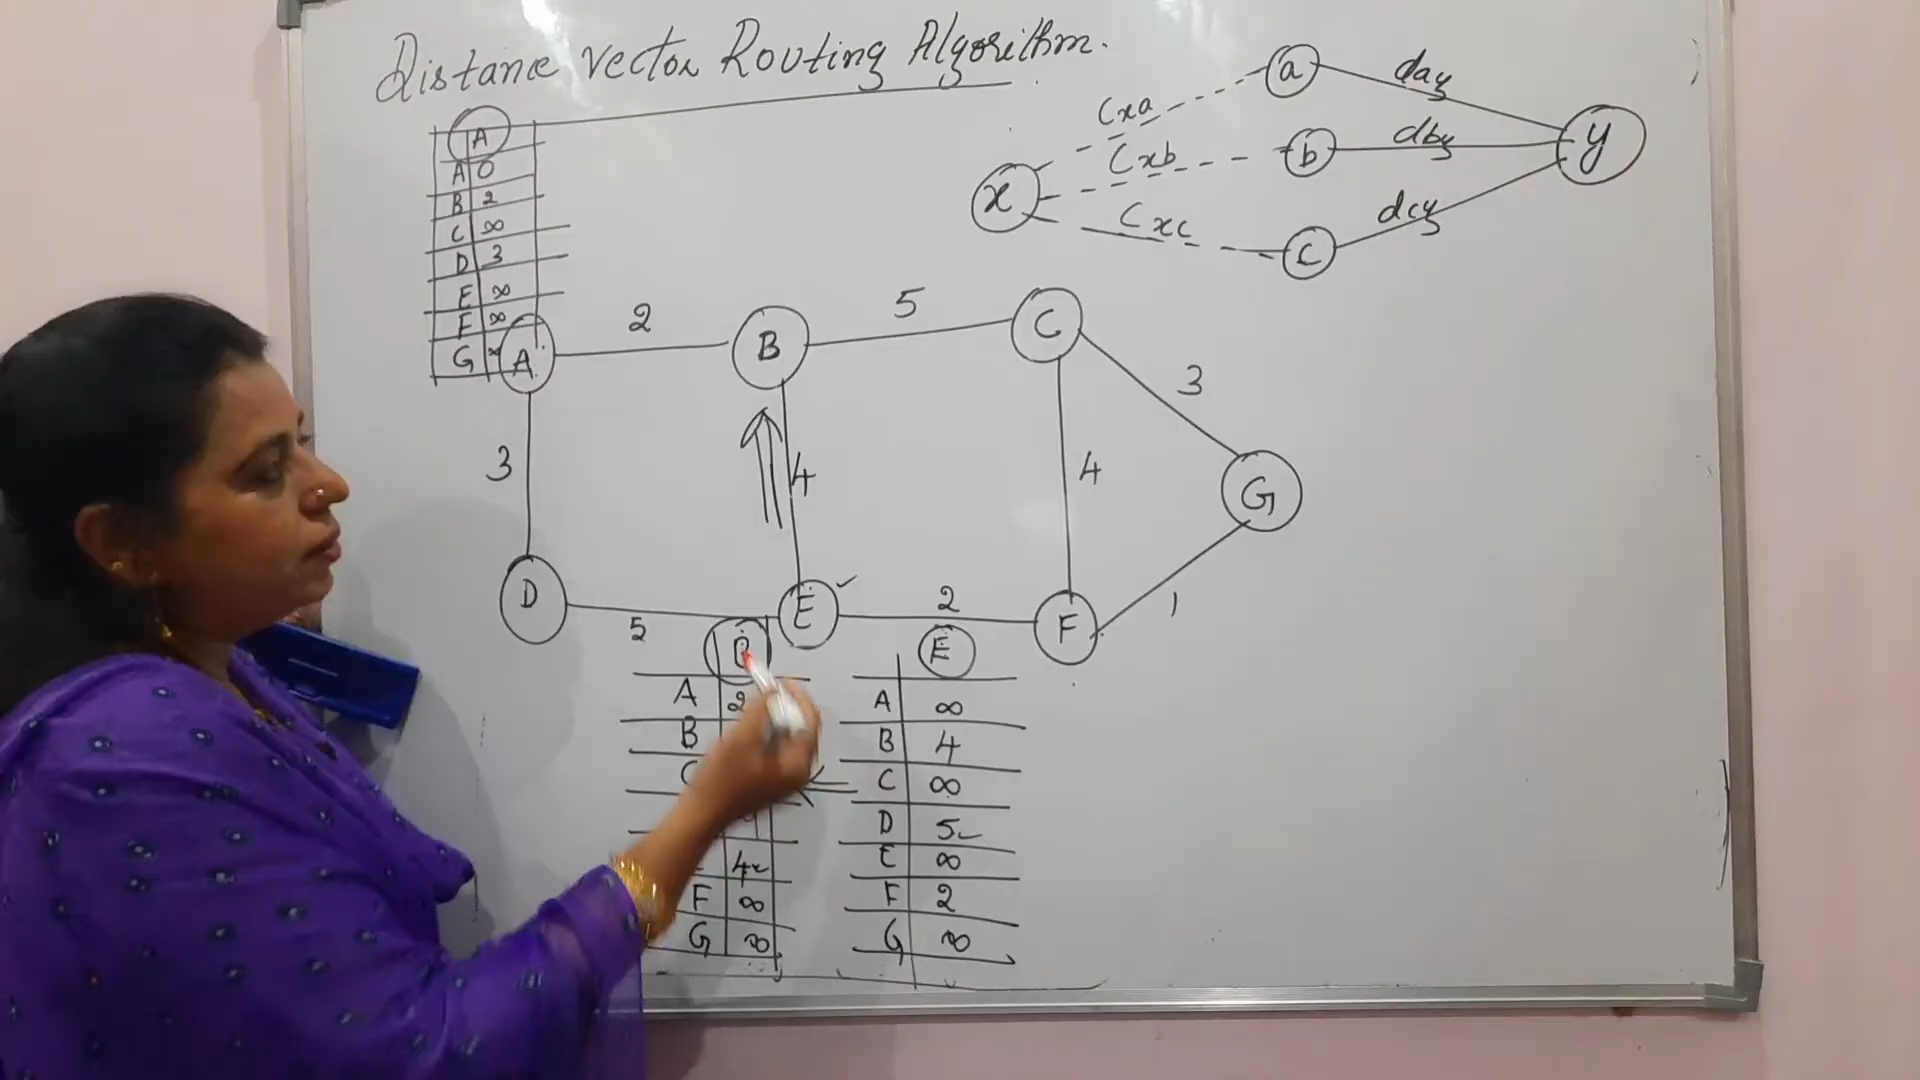 Distance Vector Routing Algorithm.
a
day
Cxa
A
A 0
B 2
C ∞
D 3
E ∞
F ∞
G
x
Cxb
b
dby
y
Cxc
c
dcy
A
2
B
5
C
3
3
4
4
G
D
5
E
2
F
1
E
A 2
B
C
4
F ∞
G ∞
A ∞
B 4
C ∞
D 5
E ∞
F 2
G ∞